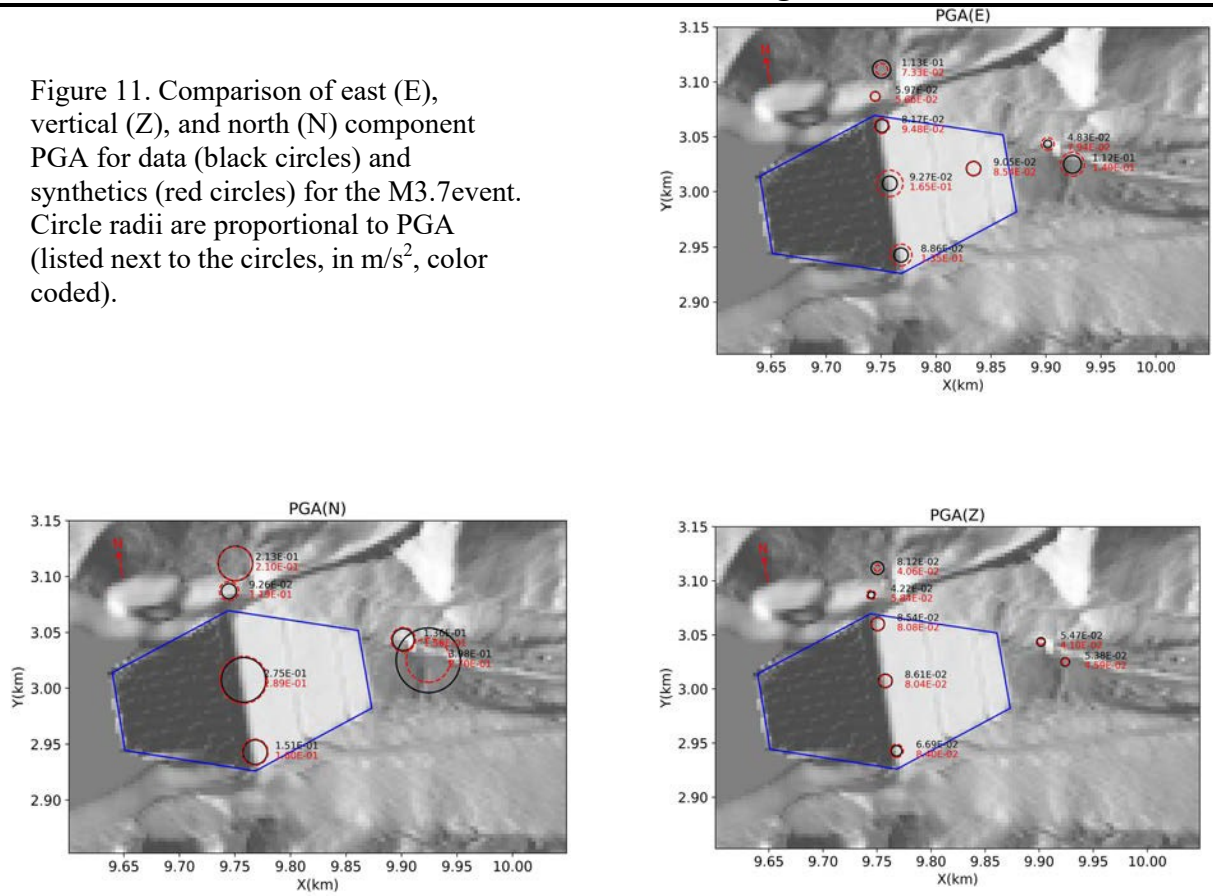 PGA(E)
Figure 11. Comparison of east (E),
vertical (Z), and north (N) component
PGA for data (black circles) and
synthetics (red circles) for the M3.7event.
Circle radii are proportional to PGA
(listed next to the circles, in m/s², color
coded).
3.15
3.10
3.05
3.00
2.95
2.90
Y(km)
N
1.13E-01
7.33E-02
5.97E-02
8.17E-02
9.48E-02
4.83E-02
1.12E-01
9.05E-02
9.27E-02
1.65E-01
8.86E-02
9.65 9.70 9.75 9.80 9.85 9.90 9.95 10.00
X(km)
PGA(N)
3.15
3.10
3.05
3.00
2.95
2.90
Y(km)
N
2.13E-01
2.10E-01
9.26E-02
2.75E-01
2.89E-01
1.51E-01
9.65 9.70 9.75 9.80 9.85 9.90 9.95 10.00
X(km)
PGA(Z)
3.15
3.10
3.05
3.00
2.95
2.90
Y(km)
N
8.12E-02
4.06E-02
4.22E-02
8.54E-02
8.08E-02
5.47E-02
5.38E-02
8.61E-02
8.04E-02
6.69E-02
8.40E-02
9.65 9.70 9.75 9.80 9.85 9.90 9.95 10.00
X(km)